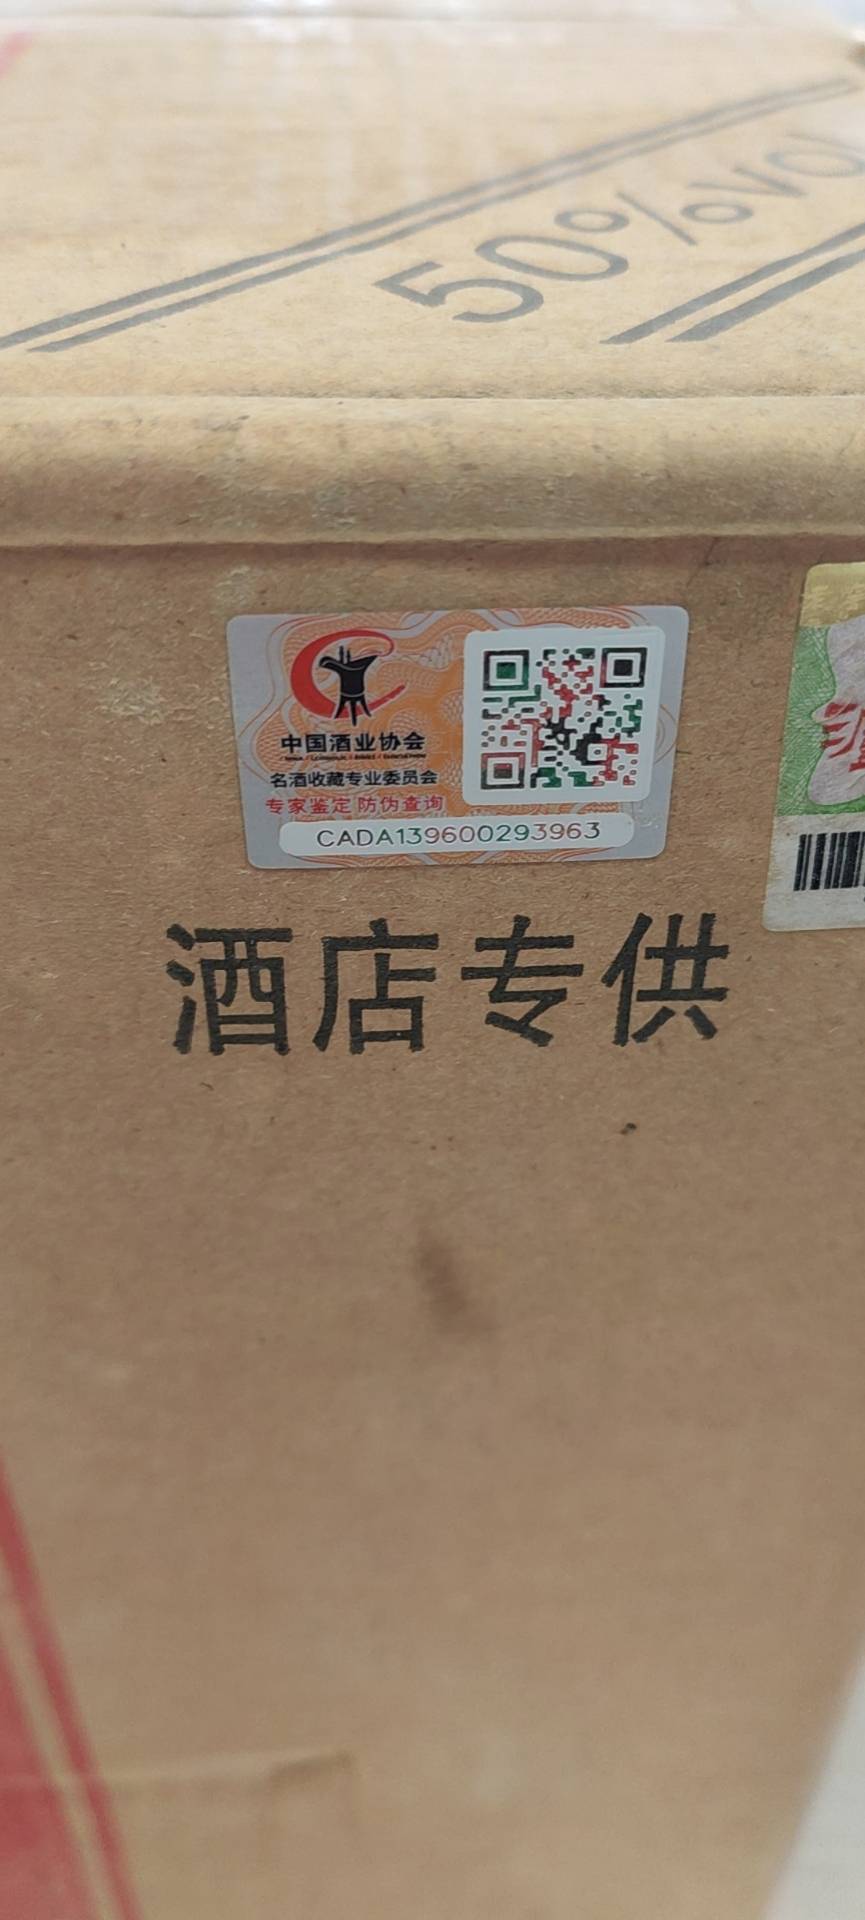 50%VOL
中国酒业协会
名酒收藏专业委员会
专家鉴定 防伪查询
CADA139600293963
酒店专供